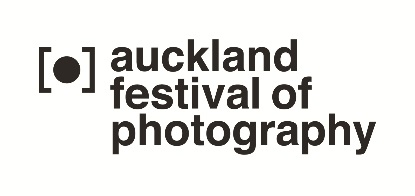 [●] auckland
festival of
photography